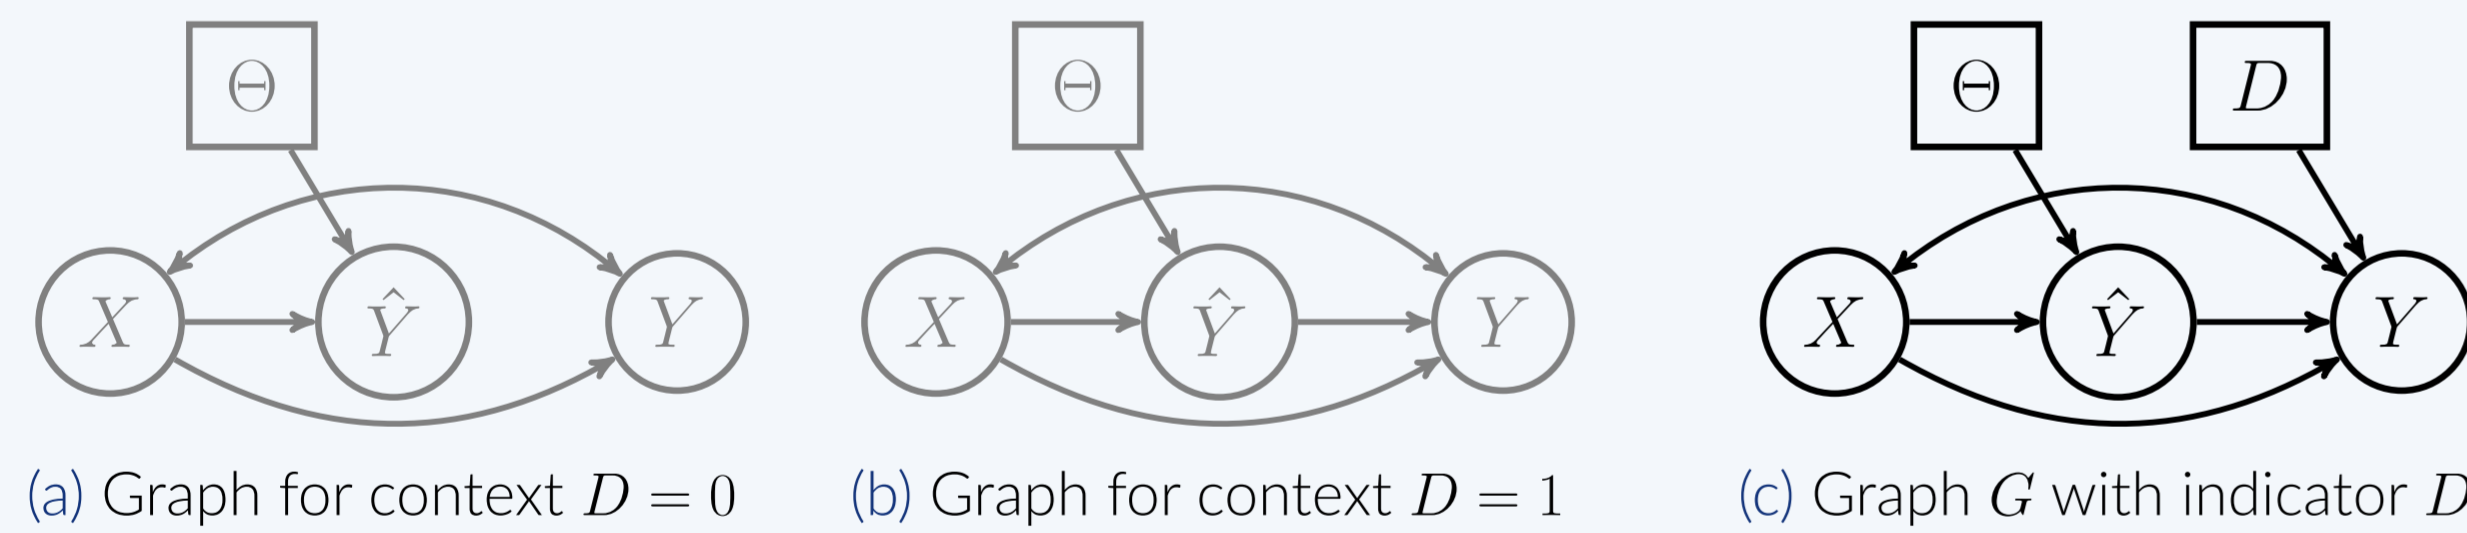 Θ
X
Ŷ
Y
(a) Graph for context D = 0
Θ
X
Ŷ
Y
(b) Graph for context D = 1
Θ
D
X
Ŷ
Y
(c) Graph G with indicator D